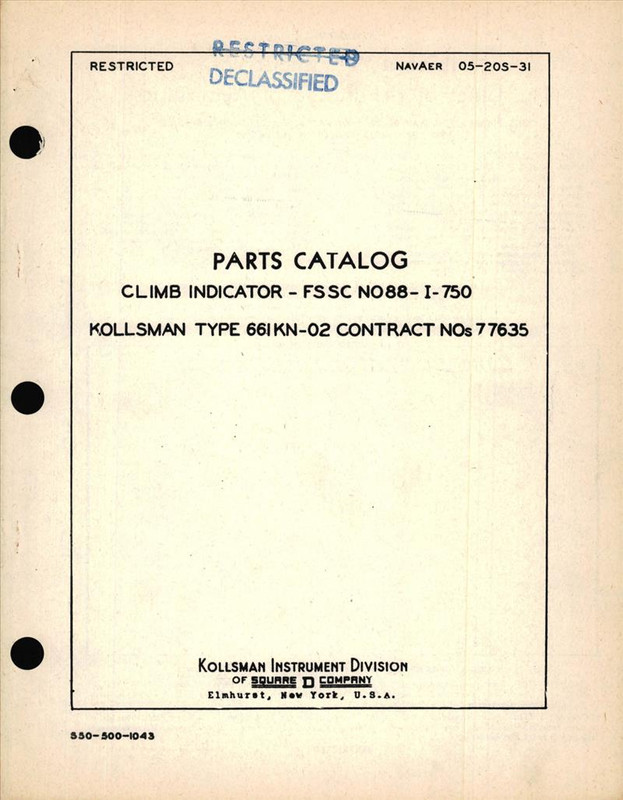 RESTRICTED
DECLASSIFIED
RESTRICTED NAVAER 05-20S-31
PARTS CATALOG
CLIMB INDICATOR - FSSC NO88-I-750
KOLLSMAN TYPE 661KN-02 CONTRACT NOs 77635
KOLLSMAN INSTRUMENT DIVISION
OF SQUARE D COMPANY
Elmhurst, New York, U.S.A.
S50-500-1043